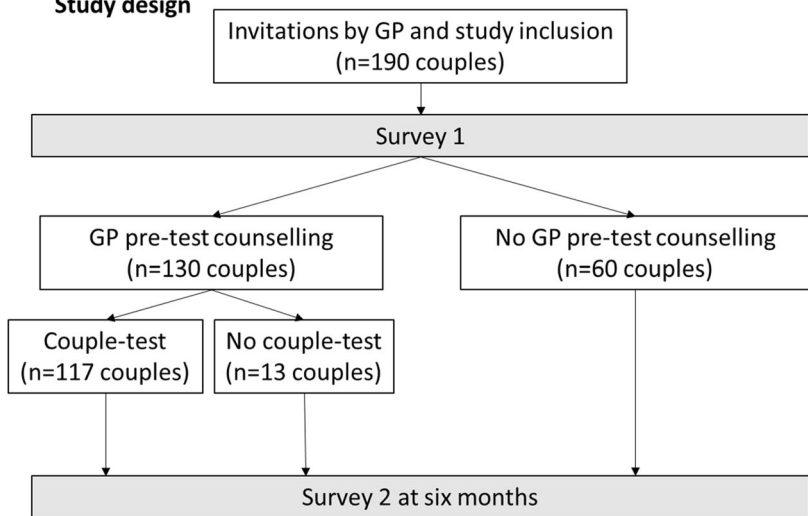 Study design
Invitations by GP and study inclusion
(n=190 couples)
Survey 1
GP pre-test counselling
(n=130 couples)
No GP pre-test counselling
(n=60 couples)
Couple-test
(n=117 couples)
No couple-test
(n=13 couples)
Survey 2 at six months